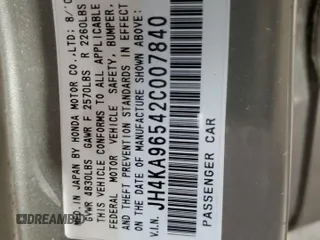 CO. IN JAPAN BY HONDA MOTOR CO.,LTD: 8/
GVWR 4830LBS GAWR F 2570LBS R 2260LBS
THIS VEHICLE CONFORMS TO ALL APPLICABLE
FEDERAL MOTOR VEHICLE SAFETY, BUMPER,
AND THEFT PREVENTION STANDARDS IN EFFECT
ON THE DATE OF MANUFACTURE SHOWN ABOVE.
V.I.N. JH4KA96542C007840
PASSENGER CAR
DREAMBID